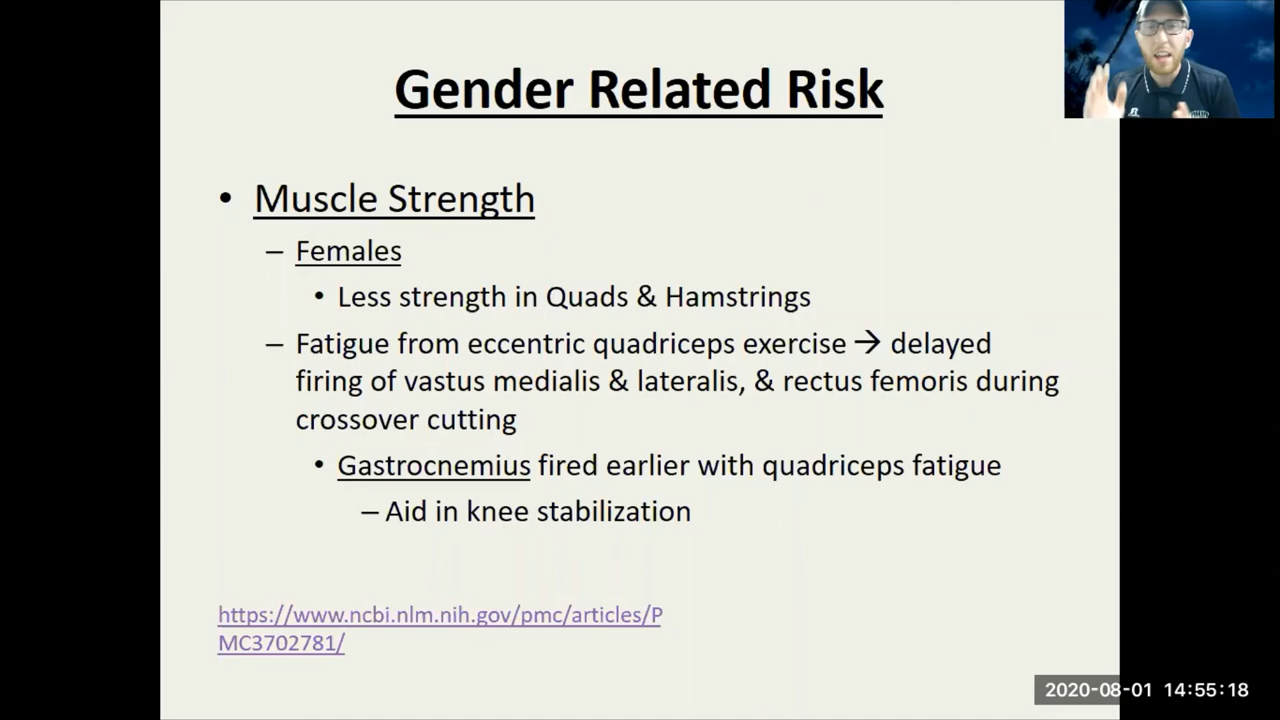 Gender Related Risk
• Muscle Strength
– Females
• Less strength in Quads & Hamstrings
– Fatigue from eccentric quadriceps exercise → delayed
firing of vastus medialis & lateralis, & rectus femoris during
crossover cutting
• Gastrocnemius fired earlier with quadriceps fatigue
– Aid in knee stabilization
https://www.ncbi.nlm.nih.gov/pmc/articles/P
MC3702781/
2020-08-01 14:55:18